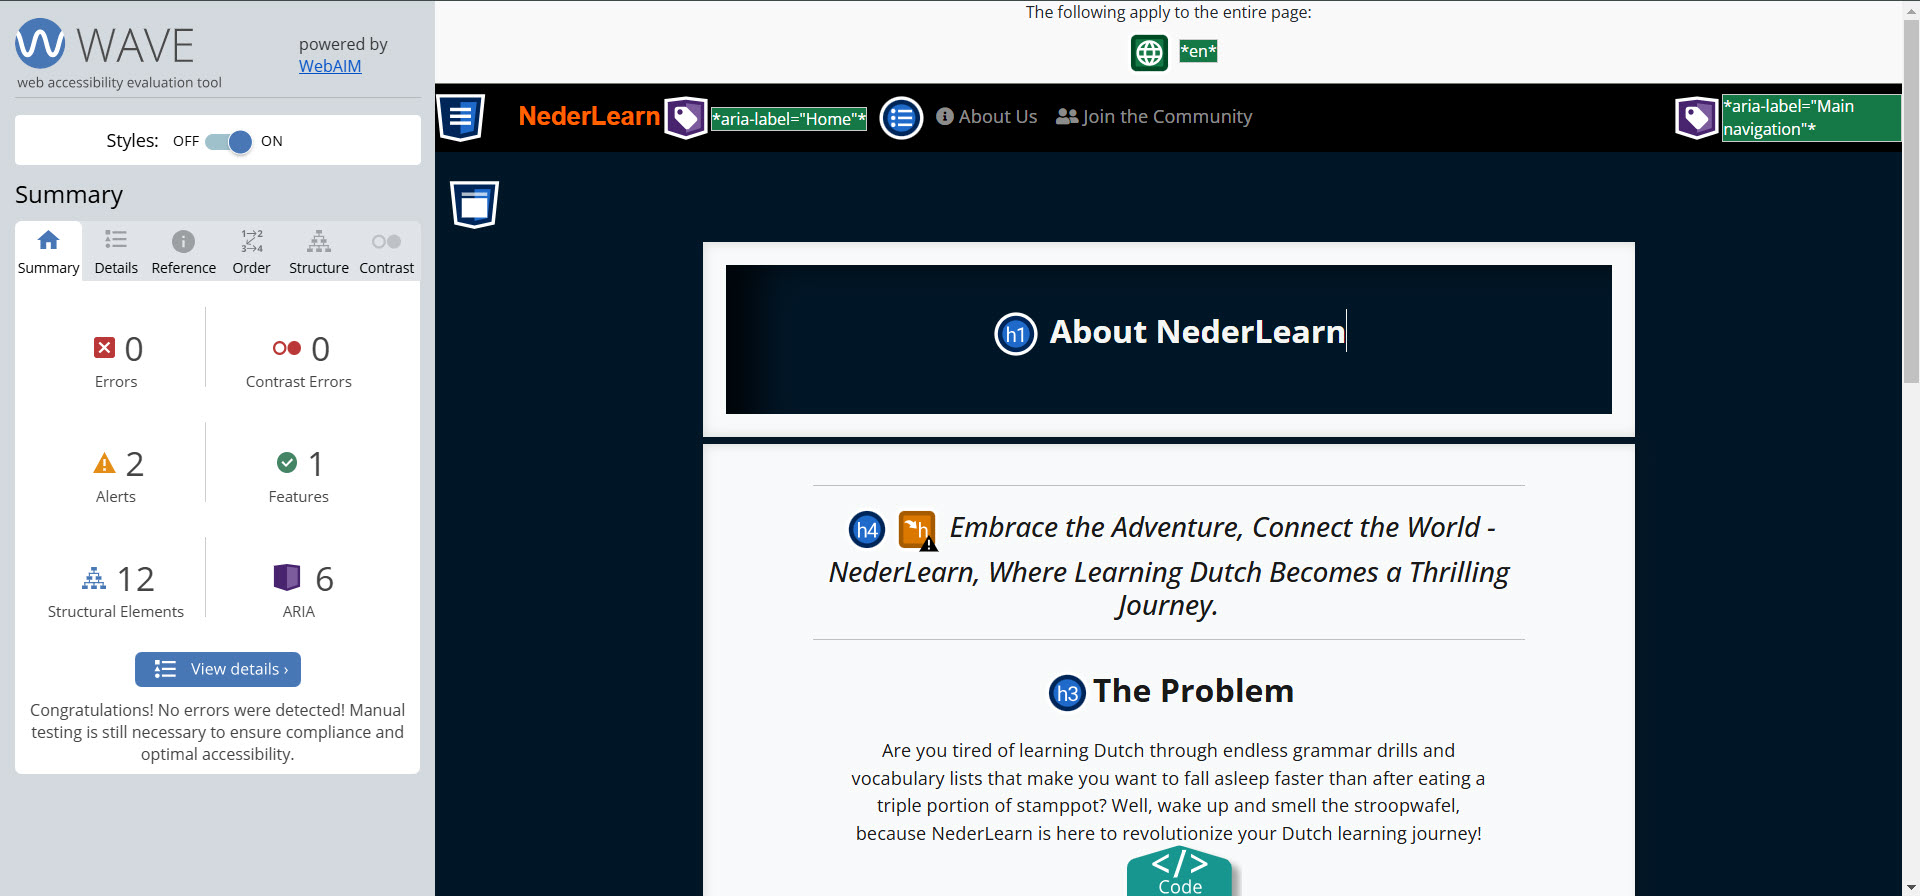 WAVE
web accessibility evaluation tool
powered by
WebAIM
Styles: OFF ON
Summary
Summary Details Reference Order Structure Contrast
0
Errors
0
Contrast Errors
2
Alerts
1
Features
12
Structural Elements
6
ARIA
View details ›
Congratulations! No errors were detected! Manual
testing is still necessary to ensure compliance and
optimal accessibility.
The following apply to the entire page:
*en*
NederLearn *aria-label="Home"* About Us Join the Community
*aria-label="Main
navigation"*
h1 About NederLearn
h4 h Embrace the Adventure, Connect the World -
NederLearn, Where Learning Dutch Becomes a Thrilling
Journey.
h3 The Problem
Are you tired of learning Dutch through endless grammar drills and
vocabulary lists that make you want to fall asleep faster than after eating a
triple portion of stamppot? Well, wake up and smell the stroopwafel,
because NederLearn is here to revolutionize your Dutch learning journey!
</>
Code